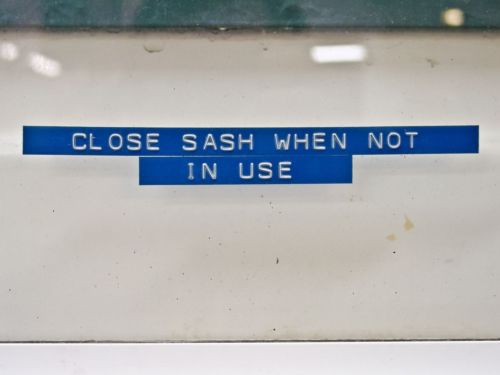 CLOSE SASH WHEN NOT
IN USE